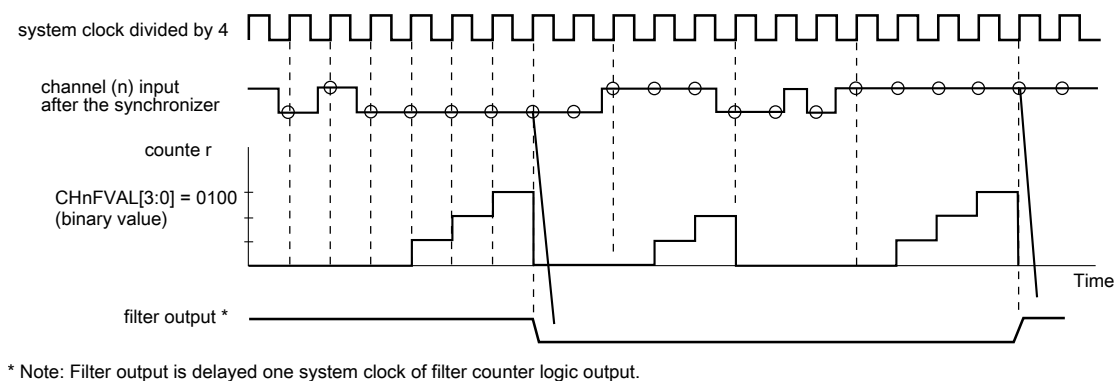 system clock divided by 4
channel (n) input
after the synchronizer
counte r
CHnFVAL[3:0] = 0100
(binary value)
Time
filter output *
* Note: Filter output is delayed one system clock of filter counter logic output.